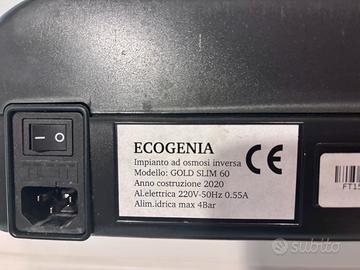 ECOGENIA
Impianto ad osmosi inversa
Modello: GOLD SLIM 60
Anno costruzione 2020
Al.elettrica 220V-50Hz 0.55A
Alim.idrica max 4Bar
CE
FT15
subito